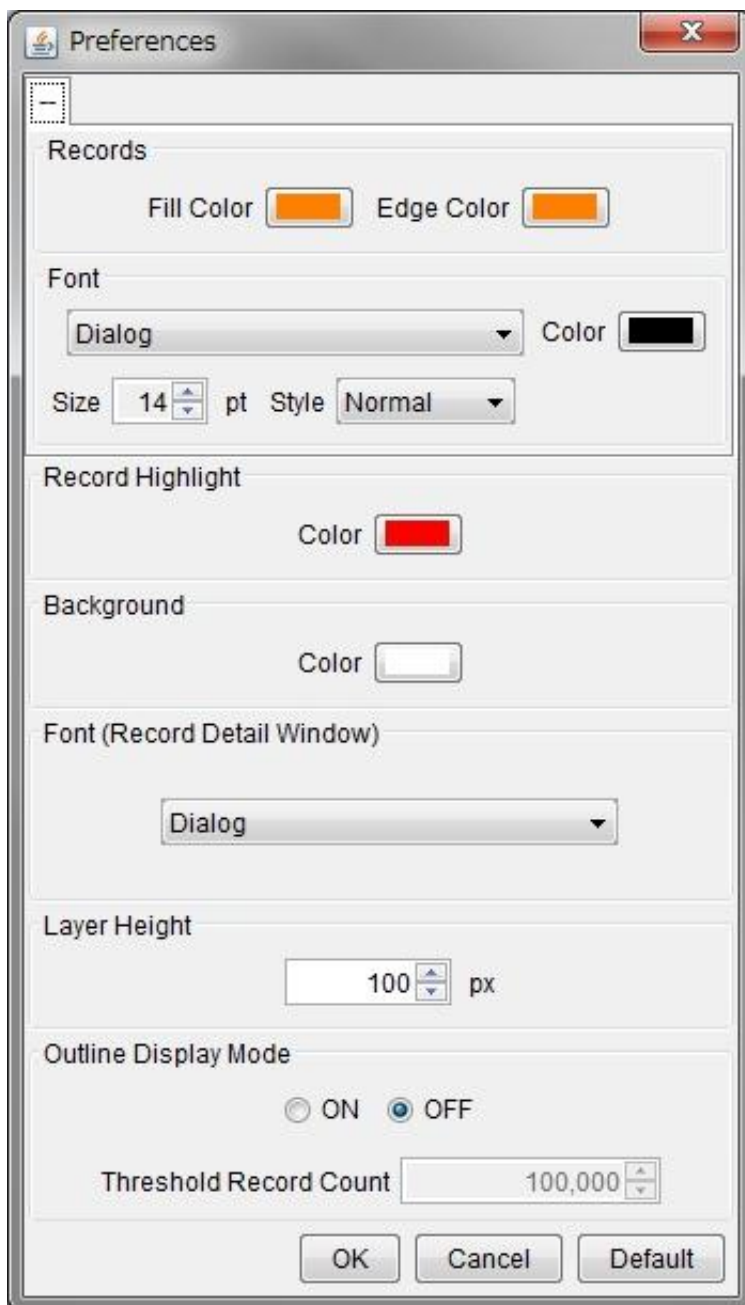 Preferences
--
Records
Fill Color Edge Color
Font
Dialog Color
Size 14 pt Style Normal
Record Highlight
Color
Background
Color
Font (Record Detail Window)
Dialog
Layer Height
100 px
Outline Display Mode
ON OFF
Threshold Record Count 100,000
OK Cancel Default